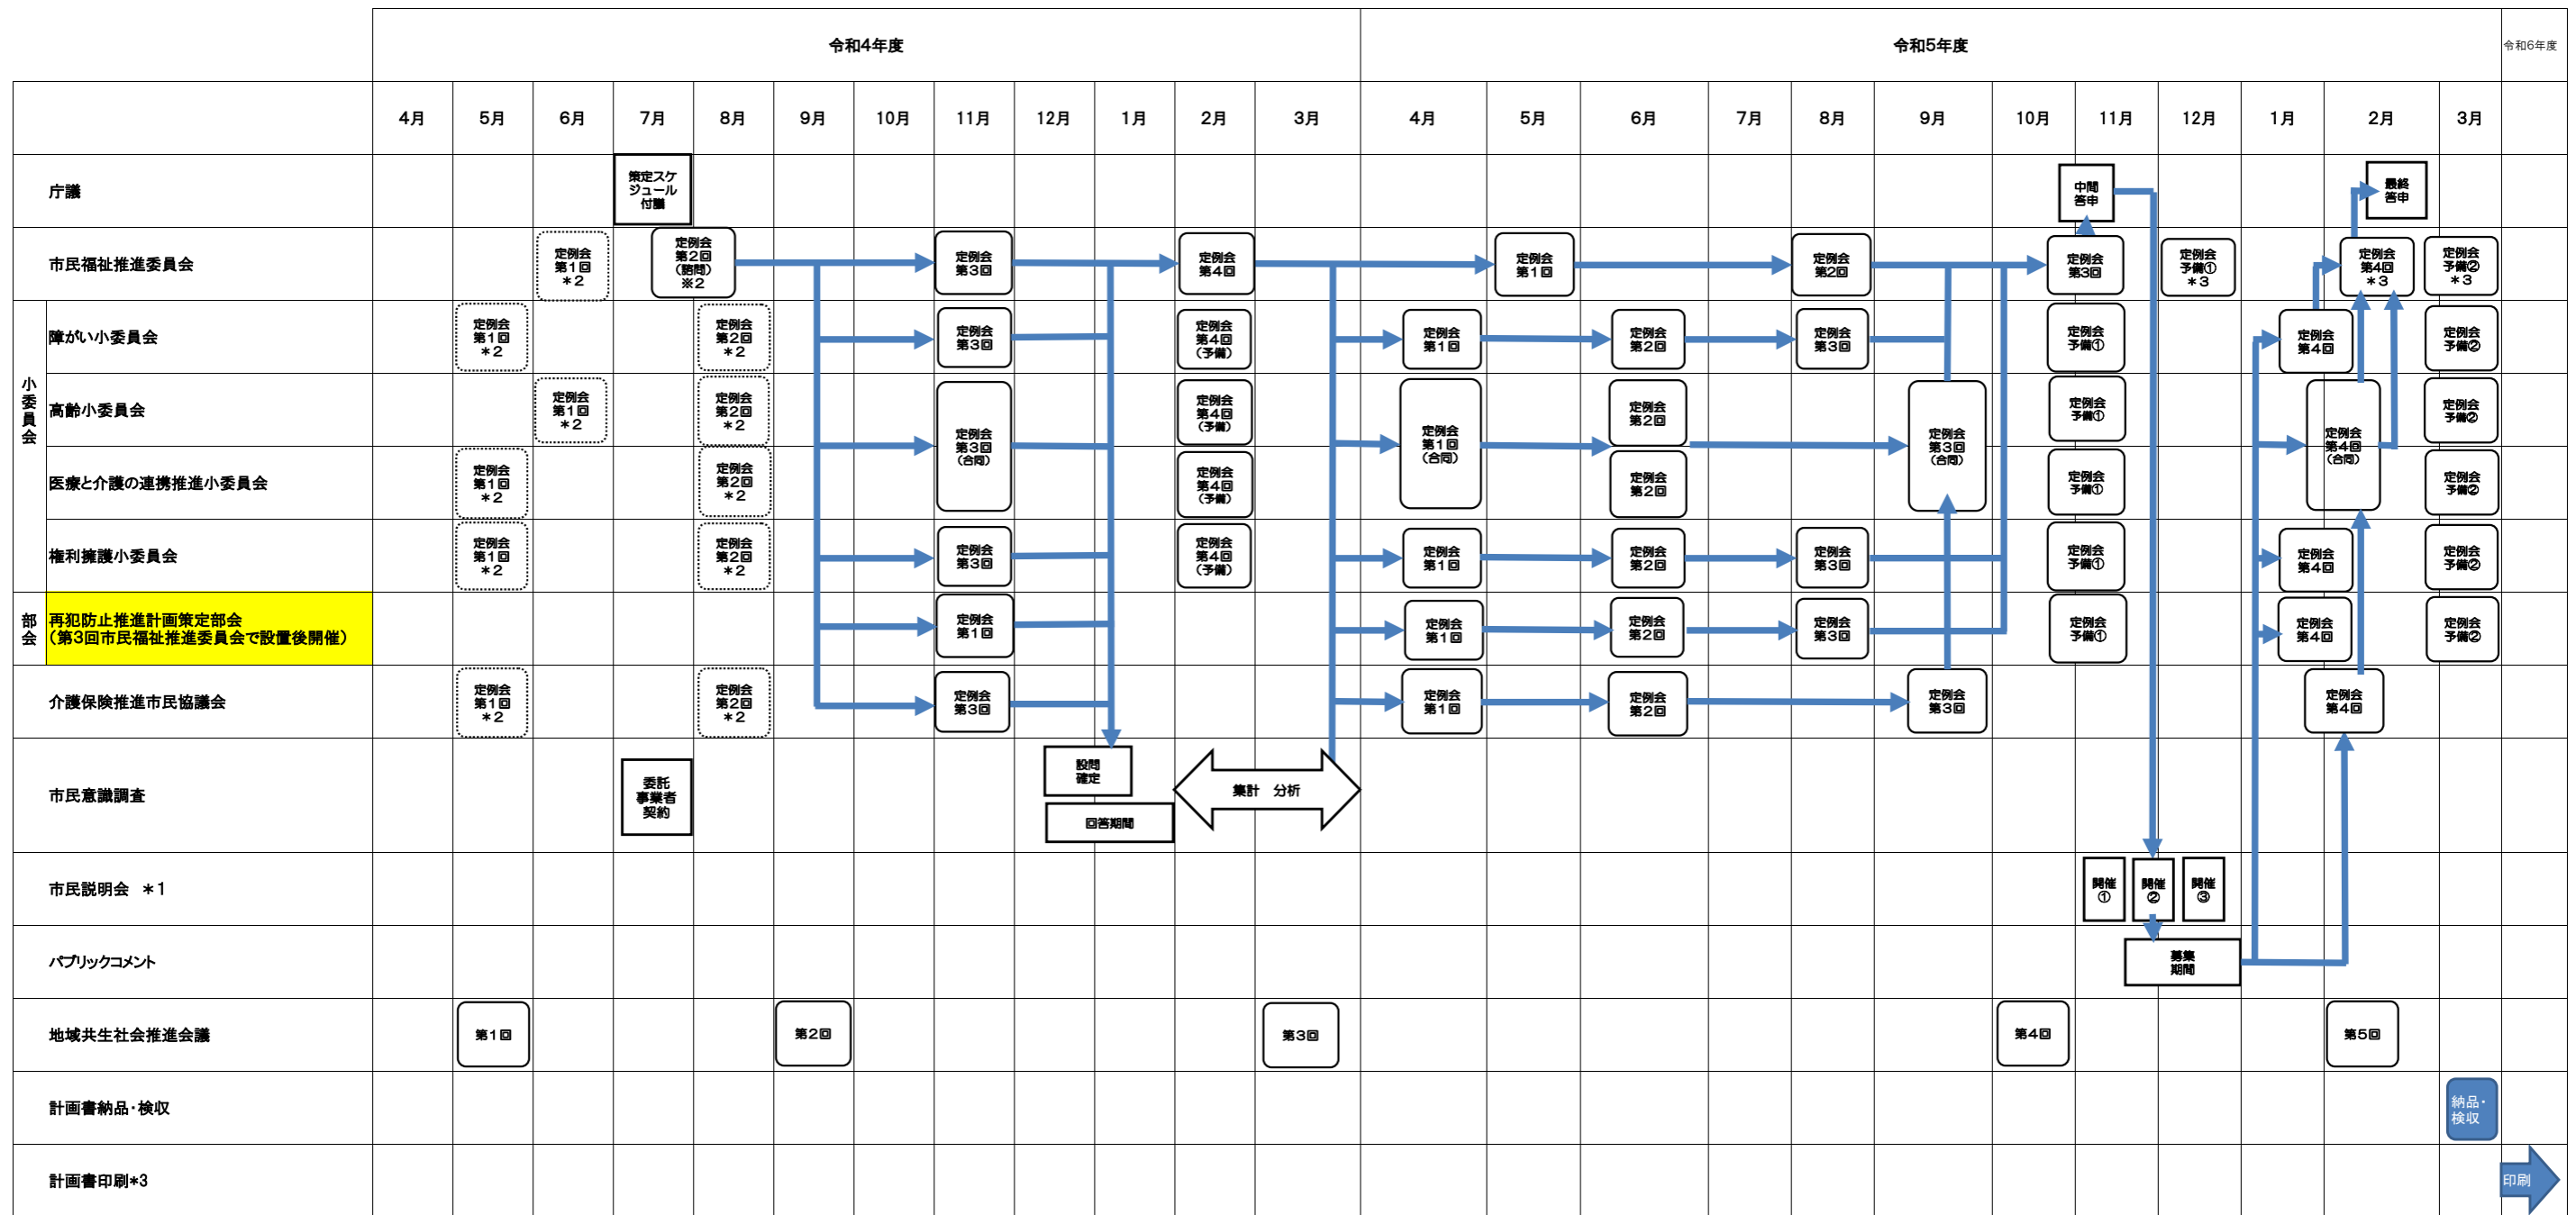 令和4年度
令和5年度
令和6年度
4月 5月 6月 7月 8月 9月 10月 11月 12月 1月 2月 3月 4月 5月 6月 7月 8月 9月 10月 11月 12月 1月 2月 3月
庁議
策定スケ
ジュール
付議
中間
答申
最終
答申
市民福祉推進委員会
定例会
第1回
*2
定例会
第2回
(諮問)
※2
定例会
第3回
定例会
第4回
定例会
第1回
定例会
第2回
定例会
第3回
定例会
予備①
*3
定例会
第4回
*3
定例会
予備②
*3
小委員会
障がい小委員会
定例会
第1回
*2
定例会
第2回
*2
定例会
第3回
定例会
第4回
(予備)
定例会
第1回
定例会
第2回
定例会
第3回
定例会
予備①
定例会
第4回
定例会
予備②
高齢小委員会
定例会
第1回
*2
定例会
第2回
*2
定例会
第3回
(合同)
定例会
第4回
(予備)
定例会
第1回
(合同)
定例会
第2回
定例会
第3回
(合同)
定例会
予備①
定例会
第4回
(合同)
定例会
予備②
医療と介護の連携推進小委員会
定例会
第1回
*2
定例会
第2回
*2
定例会
第4回
(予備)
定例会
第2回
定例会
予備①
定例会
予備②
権利擁護小委員会
定例会
第1回
*2
定例会
第2回
*2
定例会
第3回
定例会
第4回
(予備)
定例会
第1回
定例会
第2回
定例会
第3回
定例会
予備①
定例会
第4回
定例会
予備②
部会
再犯防止推進計画策定部会
(第3回市民福祉推進委員会で設置後開催)
定例会
第1回
定例会
第1回
定例会
第2回
定例会
第3回
定例会
予備①
定例会
第4回
定例会
予備②
介護保険推進市民協議会
定例会
第1回
*2
定例会
第2回
*2
定例会
第3回
定例会
第1回
定例会
第2回
定例会
第3回
定例会
第4回
市民意識調査
委託
事業者
契約
設問
確定
回答期間
集計 分析
市民説明会 *1
開催
①
開催
②
開催
③
パブリックコメント
募集
期間
地域共生社会推進会議
第1回
第2回
第3回
第4回
第5回
計画書納品・検収
納品・
検収
計画書印刷*3
印刷